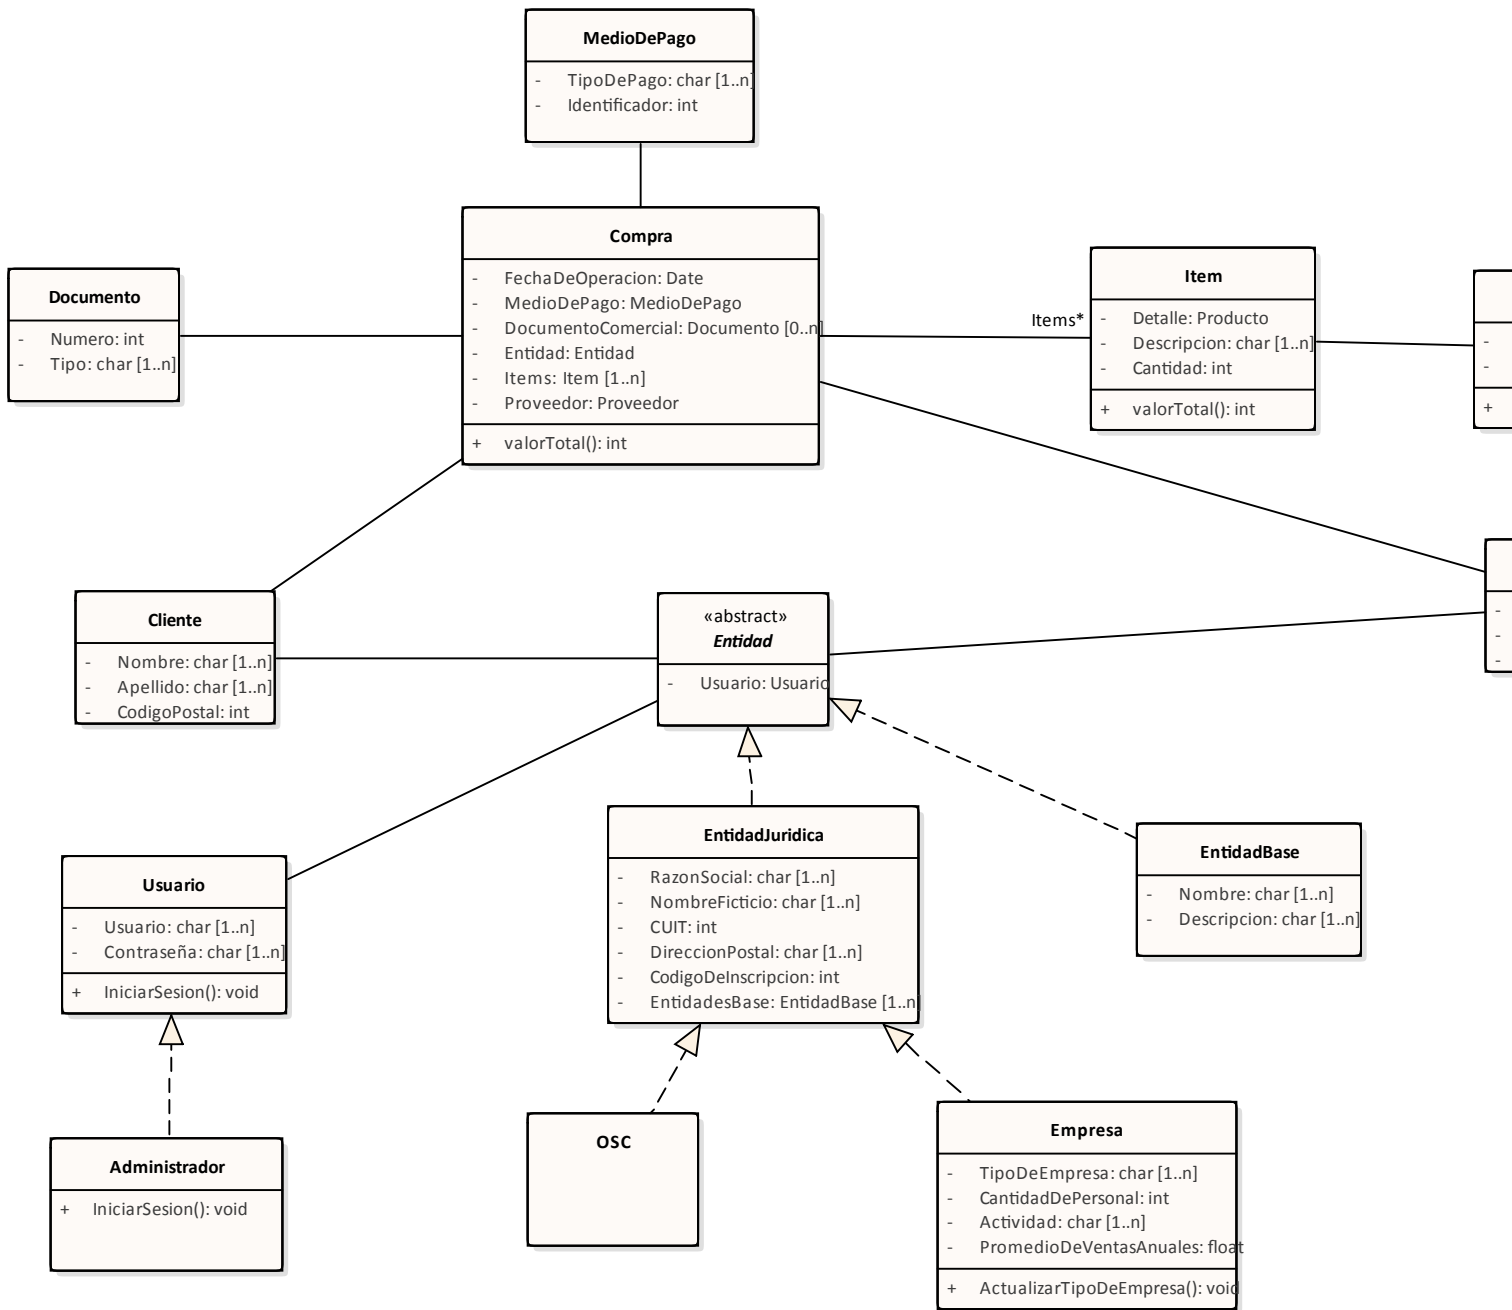 MedioDePago
- TipoDePago: char [1..n]
- Identificador: int
Compra
- FechaDeOperacion: Date
- MedioDePago: MedioDePago
- DocumentoComercial: Documento [0..n]
- Entidad: Entidad
- Items: Item [1..n]
- Proveedor: Proveedor
+ valorTotal(): int
Documento
- Numero: int
- Tipo: char [1..n]
Items*
Item
- Detalle: Producto
- Descripcion: char [1..n]
- Cantidad: int
+ valorTotal(): int
-
-
+
Cliente
- Nombre: char [1..n]
- Apellido: char [1..n]
- CodigoPostal: int
«abstract»
Entidad
- Usuario: Usuario
-
-
-
Usuario
- Usuario: char [1..n]
- Contraseña: char [1..n]
+ IniciarSesion(): void
EntidadJuridica
- RazonSocial: char [1..n]
- NombreFicticio: char [1..n]
- CUIT: int
- DireccionPostal: char [1..n]
- CodigoDeInscripcion: int
- EntidadesBase: EntidadBase [1..n]
EntidadBase
- Nombre: char [1..n]
- Descripcion: char [1..n]
Administrador
+ IniciarSesion(): void
OSC
Empresa
- TipoDeEmpresa: char [1..n]
- CantidadDePersonal: int
- Actividad: char [1..n]
- PromedioDeVentasAnuales: float
+ ActualizarTipoDeEmpresa(): void